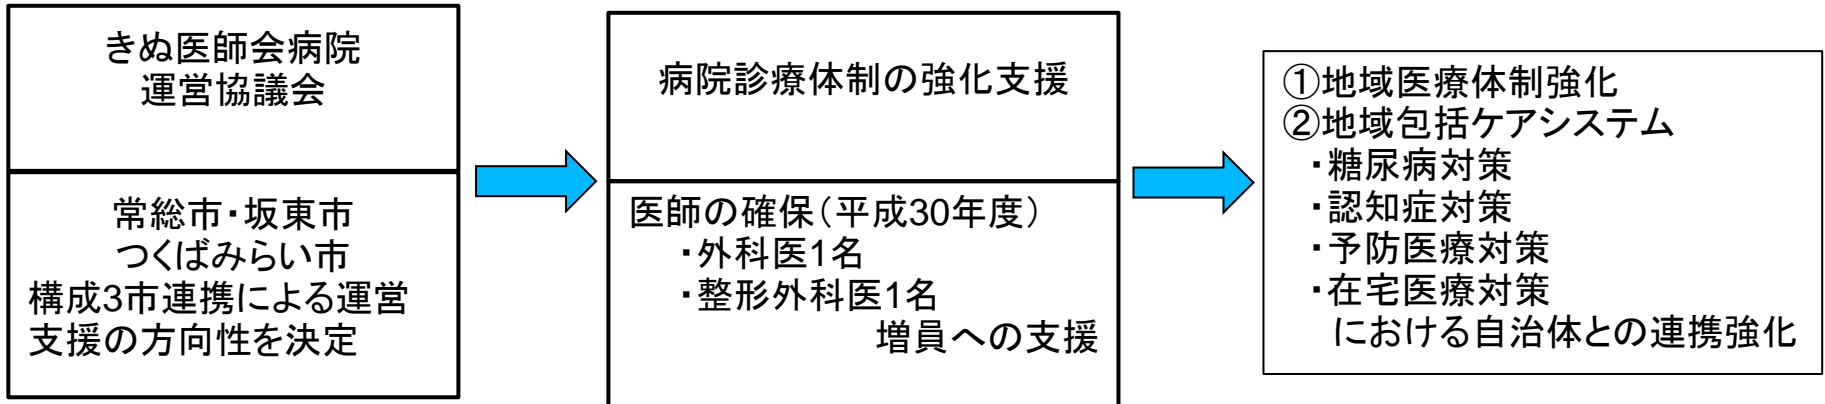 きぬ医師会病院
運営協議会
常総市・坂東市
つくばみらい市
構成3市連携による運営
支援の方向性を決定
病院診療体制の強化支援
医師の確保（平成30年度）
・外科医1名
・整形外科医1名
増員への支援
①地域医療体制強化
②地域包括ケアシステム
・糖尿病対策
・認知症対策
・予防医療対策
・在宅医療対策
における自治体との連携強化